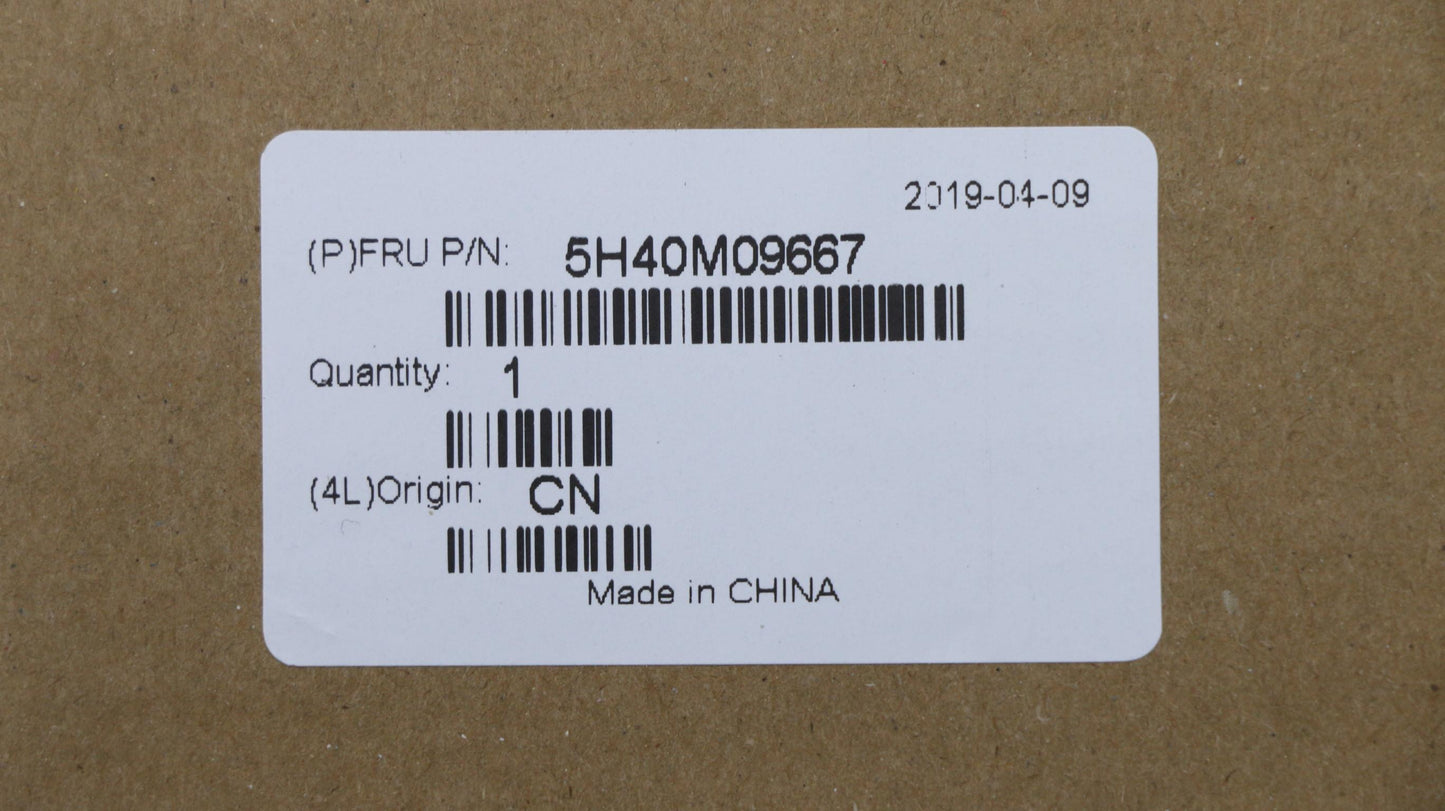 2019-04-09
(P)FRU P/N: 5H40M09667
Quantity: 1
(4L)Origin: CN
Made in CHINA